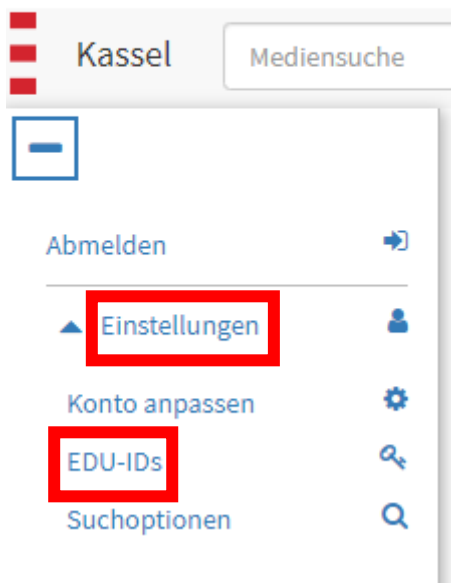 Kassel Mediensuche
Abmelden
Einstellungen
Konto anpassen
EDU-IDs
Suchoptionen